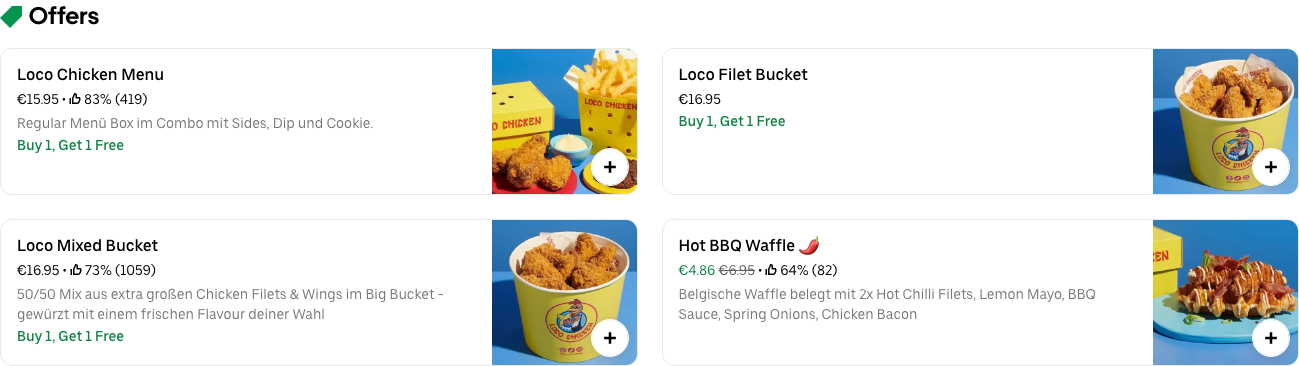 Offers
Loco Chicken Menu
€15.95 • 83% (419)
Regular Menü Box im Combo mit Sides, Dip und Cookie.
Buy 1, Get 1 Free
LOCO CHICKEN
O CHICKEN
Loco Filet Bucket
€16.95
Buy 1, Get 1 Free
LOCO CHICKEN
Loco Mixed Bucket
€16.95 • 73% (1059)
50/50 Mix aus extra großen Chicken Filets & Wings im Big Bucket -
gewürzt mit einem frischen Flavour deiner Wahl
Buy 1, Get 1 Free
LOCO CHICKEN
Hot BBQ Waffle 🌶️
€4.86 €6.95 • 64% (82)
Belgische Waffle belegt mit 2x Hot Chilli Filets, Lemon Mayo, BBQ
Sauce, Spring Onions, Chicken Bacon
EN